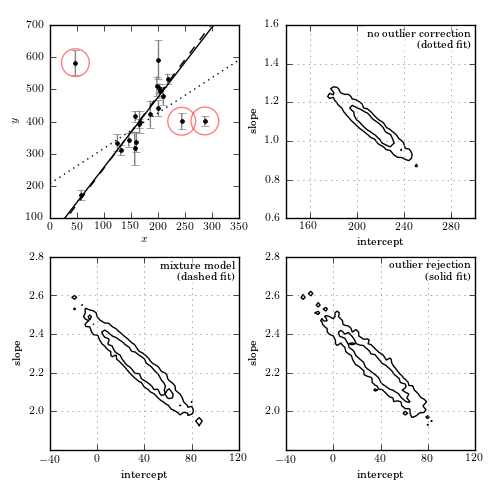 700
600
500
400
300
200
100
y
0 50 100 150 200 250 300 350
x
no outlier correction
(dotted fit)
1.6
1.4
1.2
1.0
0.8
0.6
slope
160 200 240
intercept
mixture model
(dashed fit)
2.8
2.6
2.4
2.2
2.0
slope
−40 0 40 80 120
intercept
outlier rejection
(solid fit)
2.8
2.6
2.4
2.2
2.0
slope
−40 0 40 80 120
intercept